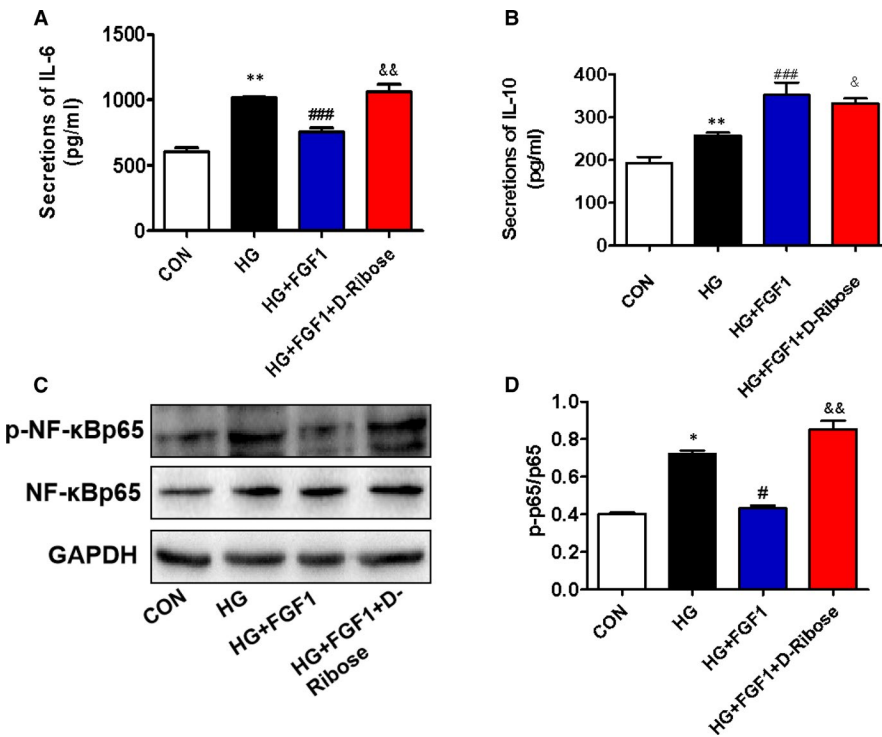 A
Secretions of IL-6
(pg/ml)
1500
1000
500
0
**
###
&&
CON
HG
HG+FGF1
HG+FGF1+D-Ribose
B
Secretions of IL-10
(pg/ml)
400
300
200
100
0
**
###
&
CON
HG
HG+FGF1
HG+FGF1+D-Ribose
C
p-NF-κBp65
NF-κBp65
GAPDH
CON
HG
HG+FGF1
HG+FGF1+D-
Ribose
D
p-p65/p65
1.0
0.8
0.6
0.4
0.2
0.0
*
#
&&
CON
HG
HG+FGF1
HG+FGF1+D-Ribose